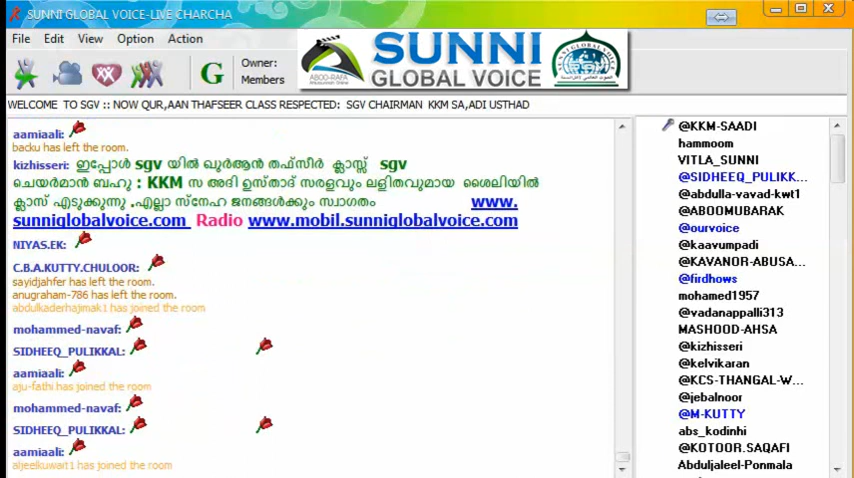 SUNNI GLOBAL VOICE-LIVE CHARCHA
File Edit View Option Action
G
Owner:
Members
ABOO-RAFA
SUNNI
GLOBAL VOICE
WELCOME TO SGV :: NOW QUR,AAN THAFSEER CLASS RESPECTED: SGV CHAIRMAN KKM SA,ADI USTHAD
aamiaali:
backu has left the room.
kizhisseri: ഇപ്പോൾ sgv യിൽ ഖുർആൻ തഫ്സീർ ക്ലാസ്സ് sgv
ചെയർമാൻ ബഹു : KKM സ അദി ഉസ്താദ് സരളവും ലളിതവുമായ ശൈലിയിൽ
ക്ലാസ് എടുക്കുന്നു .എല്ലാ സ്നേഹ ജനങ്ങൾക്കും സ്വാഗതം www.
sunniglobalvoice.com Radio www.mobil.sunniglobalvoice.com
NIYAS.EK:
C.B.A.KUTTY.CHULOOR:
sayidjahfer has left the room.
anugraham-786 has left the room.
abdulkaderhajimak1 has joined the room
mohammed-navaf:
SIDHEEQ_PULIKKAL:
aamiaali:
aju-fathi has joined the room
mohammed-navaf:
SIDHEEQ_PULIKKAL:
aamiaali:
aljeelkuwait1 has joined the room
@KKM-SAADI
hammoom
VITLA_SUNNI
@SIDHEEQ_PULIKK...
@abdulla-vavad-kwt1
@ABOOMUBARAK
@ourvoice
@kaavumpadi
@KAVANOR-ABUSA...
@firdhows
mohamed1957
@vadanappalli313
MASHOOD-AHSA
@kizhisseri
@kelvikaran
@KCS-THANGAL-W...
@jebalnoor
@M-KUTTY
abs_kodinhi
@KOTOOR.SAQAFI
Abduljaleel-Ponmala